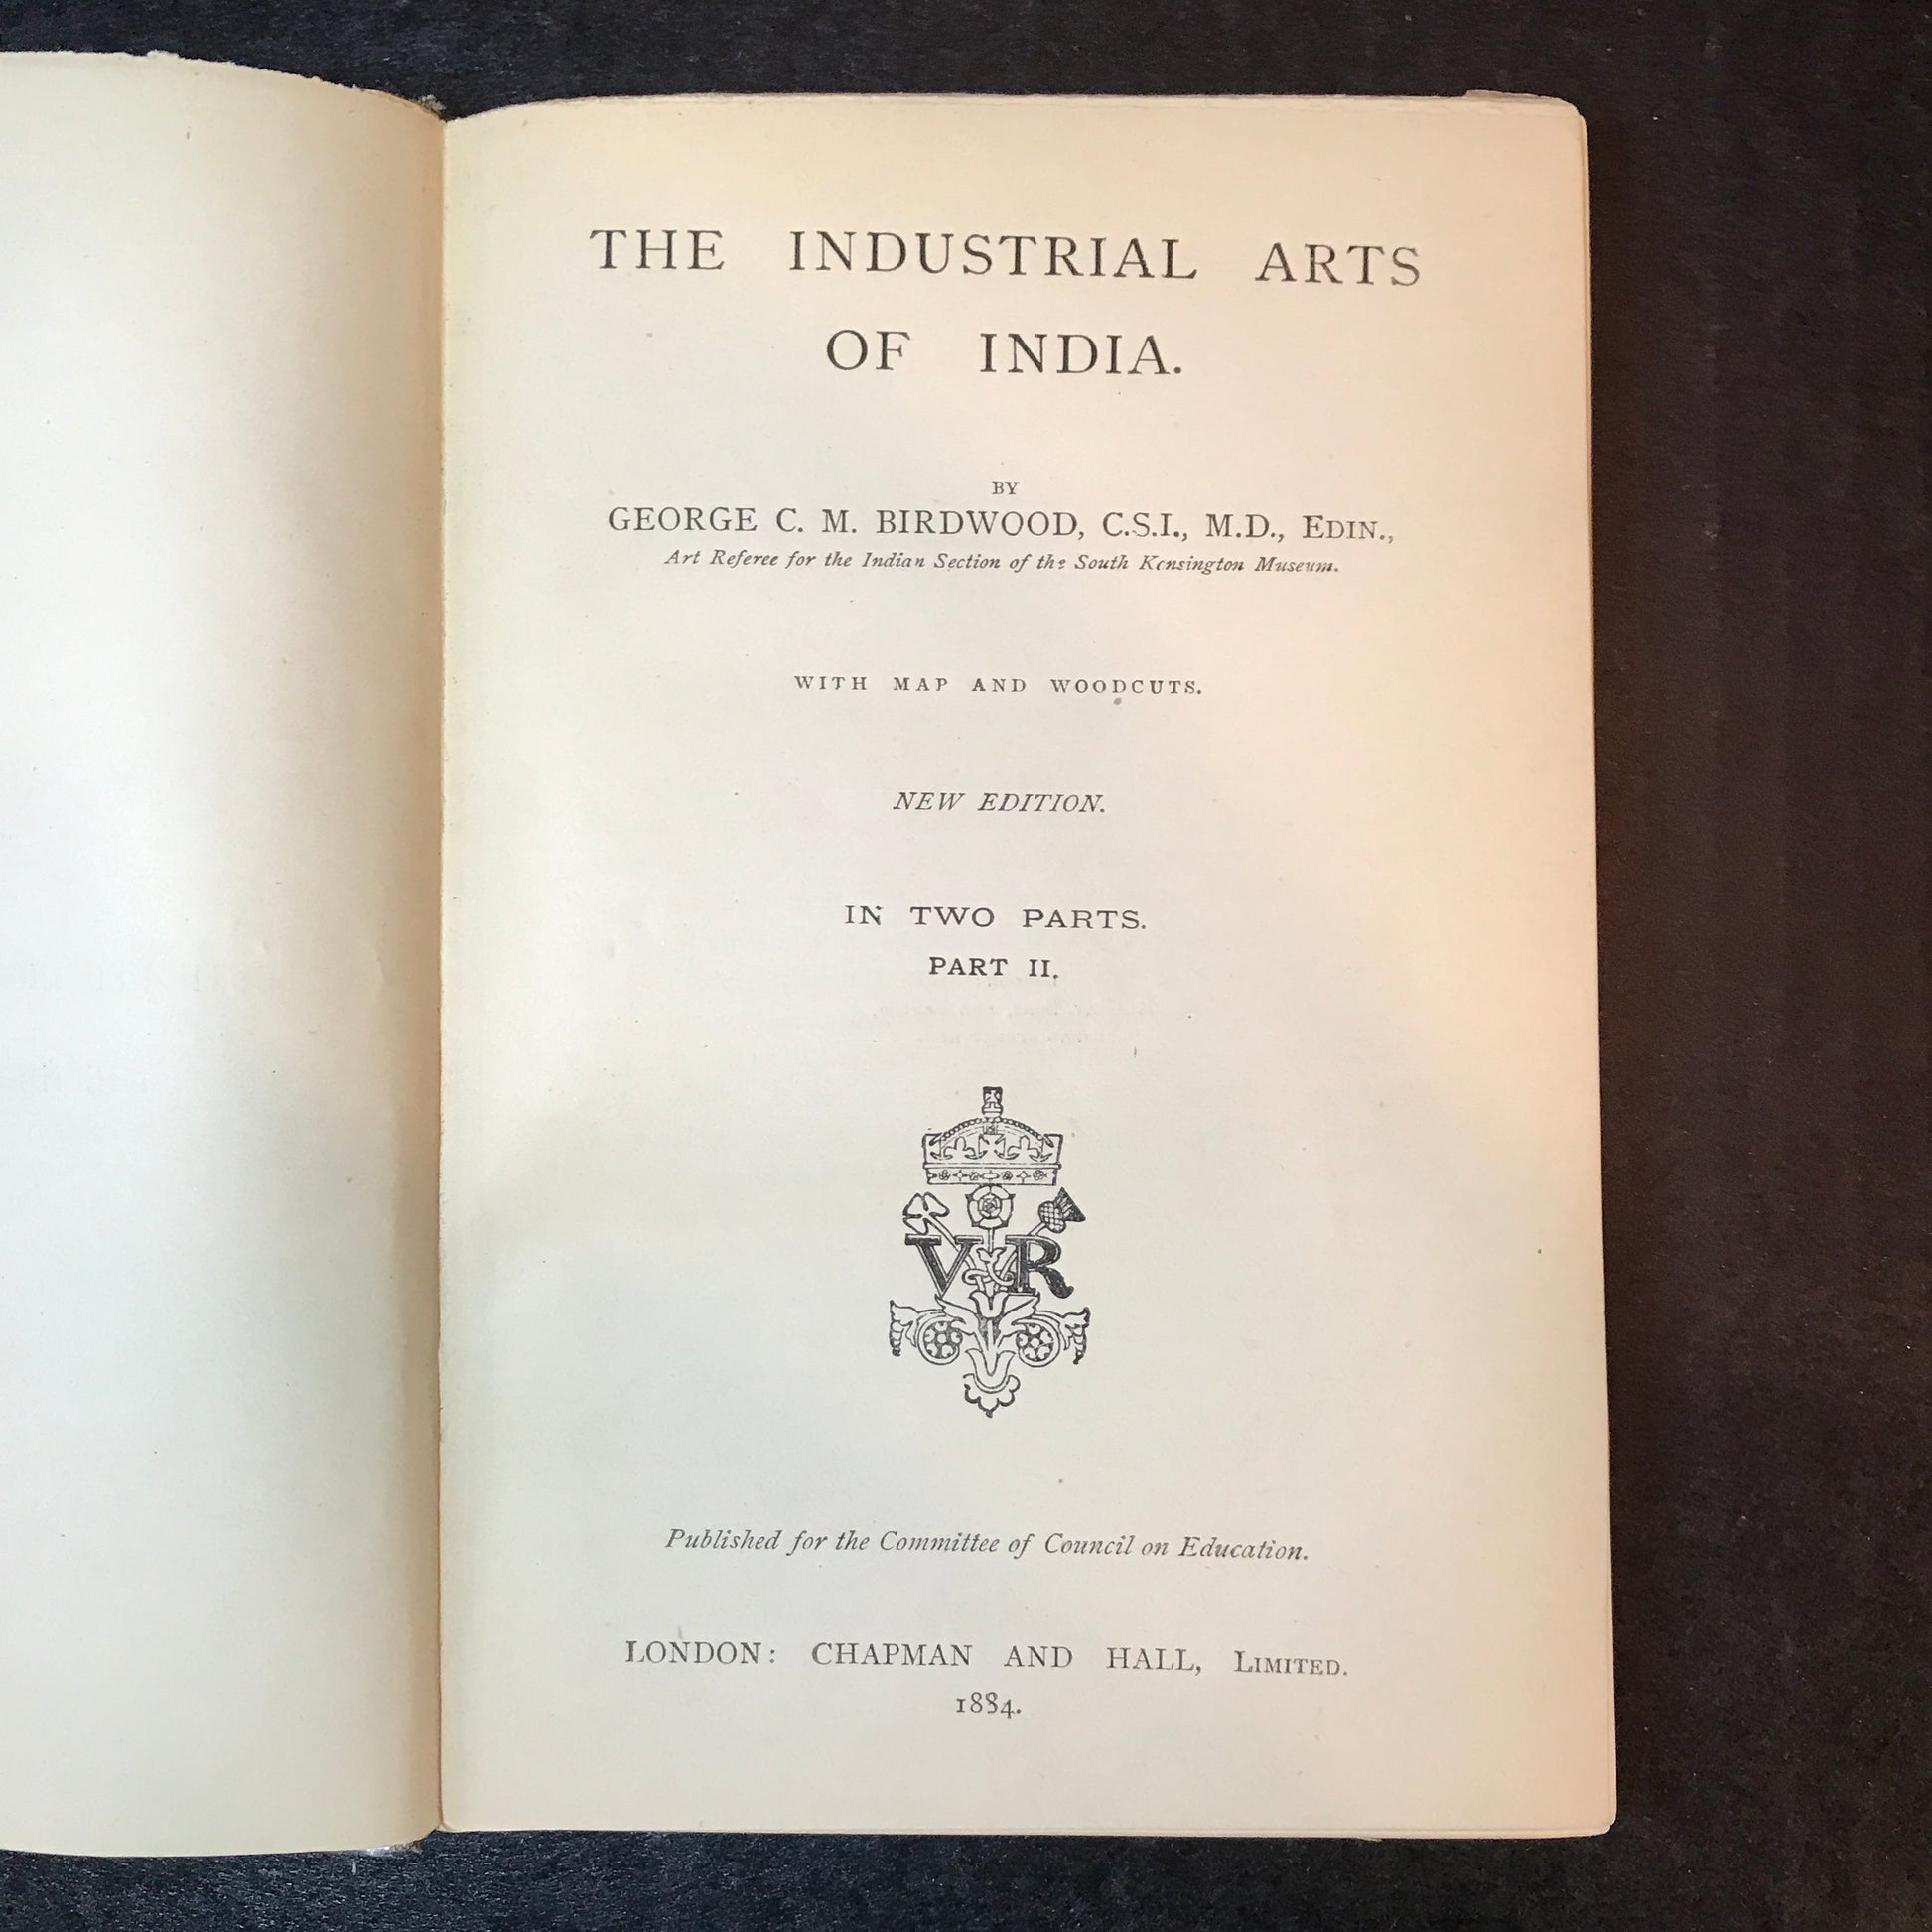 THE INDUSTRIAL ARTS
OF INDIA.
BY
GEORGE C. M. BIRDWOOD, C.S.I., M.D., EDIN.,
Art Referee for the Indian Section of the South Kensington Museum.
WITH MAP AND WOODCUTS.
NEW EDITION.
IN TWO PARTS.
PART II.
VR
Published for the Committee of Council on Education.
LONDON: CHAPMAN AND HALL, LIMITED.
1884.